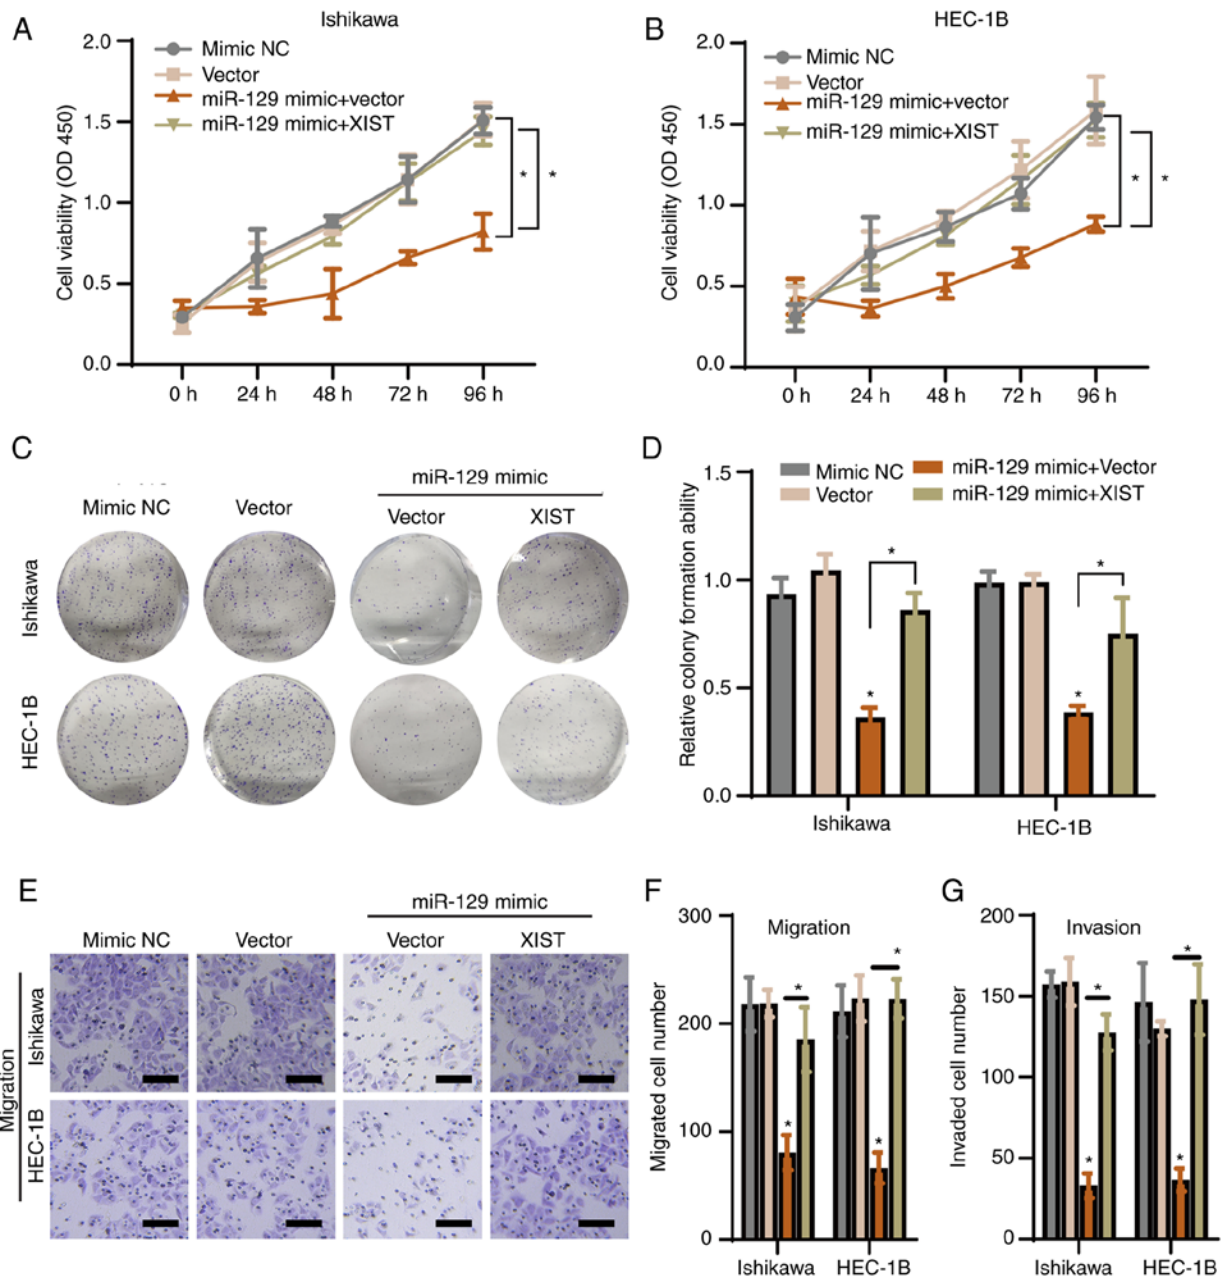 A
Ishikawa
Cell viability (OD 450)
2.0
1.5
1.0
0.5
0.0
Mimic NC
Vector
miR-129 mimic+vector
miR-129 mimic+XIST
* *
0 h 24 h 48 h 72 h 96 h
B
HEC-1B
Cell viability (OD 450)
2.0
1.5
1.0
0.5
0.0
Mimic NC
Vector
miR-129 mimic+vector
miR-129 mimic+XIST
* *
0 h 24 h 48 h 72 h 96 h
C
miR-129 mimic
Mimic NC Vector Vector XIST
Ishikawa
HEC-1B
D
Relative colony formation ability
1.5
1.0
0.5
0.0
Mimic NC
Vector
miR-129 mimic+Vector
miR-129 mimic+XIST
* *
* *
Ishikawa HEC-1B
E
miR-129 mimic
Mimic NC Vector Vector XIST
Migration
Ishikawa
HEC-1B
F
Migration
Migrated cell number
300
200
100
0
* *
* *
Ishikawa HEC-1B
G
Invasion
Invaded cell number
200
150
100
50
0
* *
* *
Ishikawa HEC-1B